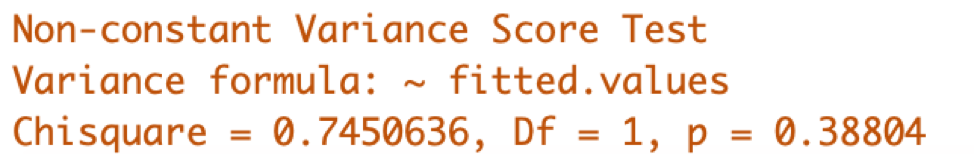 Non-constant Variance Score Test
Variance formula: ~ fitted.values
Chisquare = 0.7450636, Df = 1, p = 0.38804